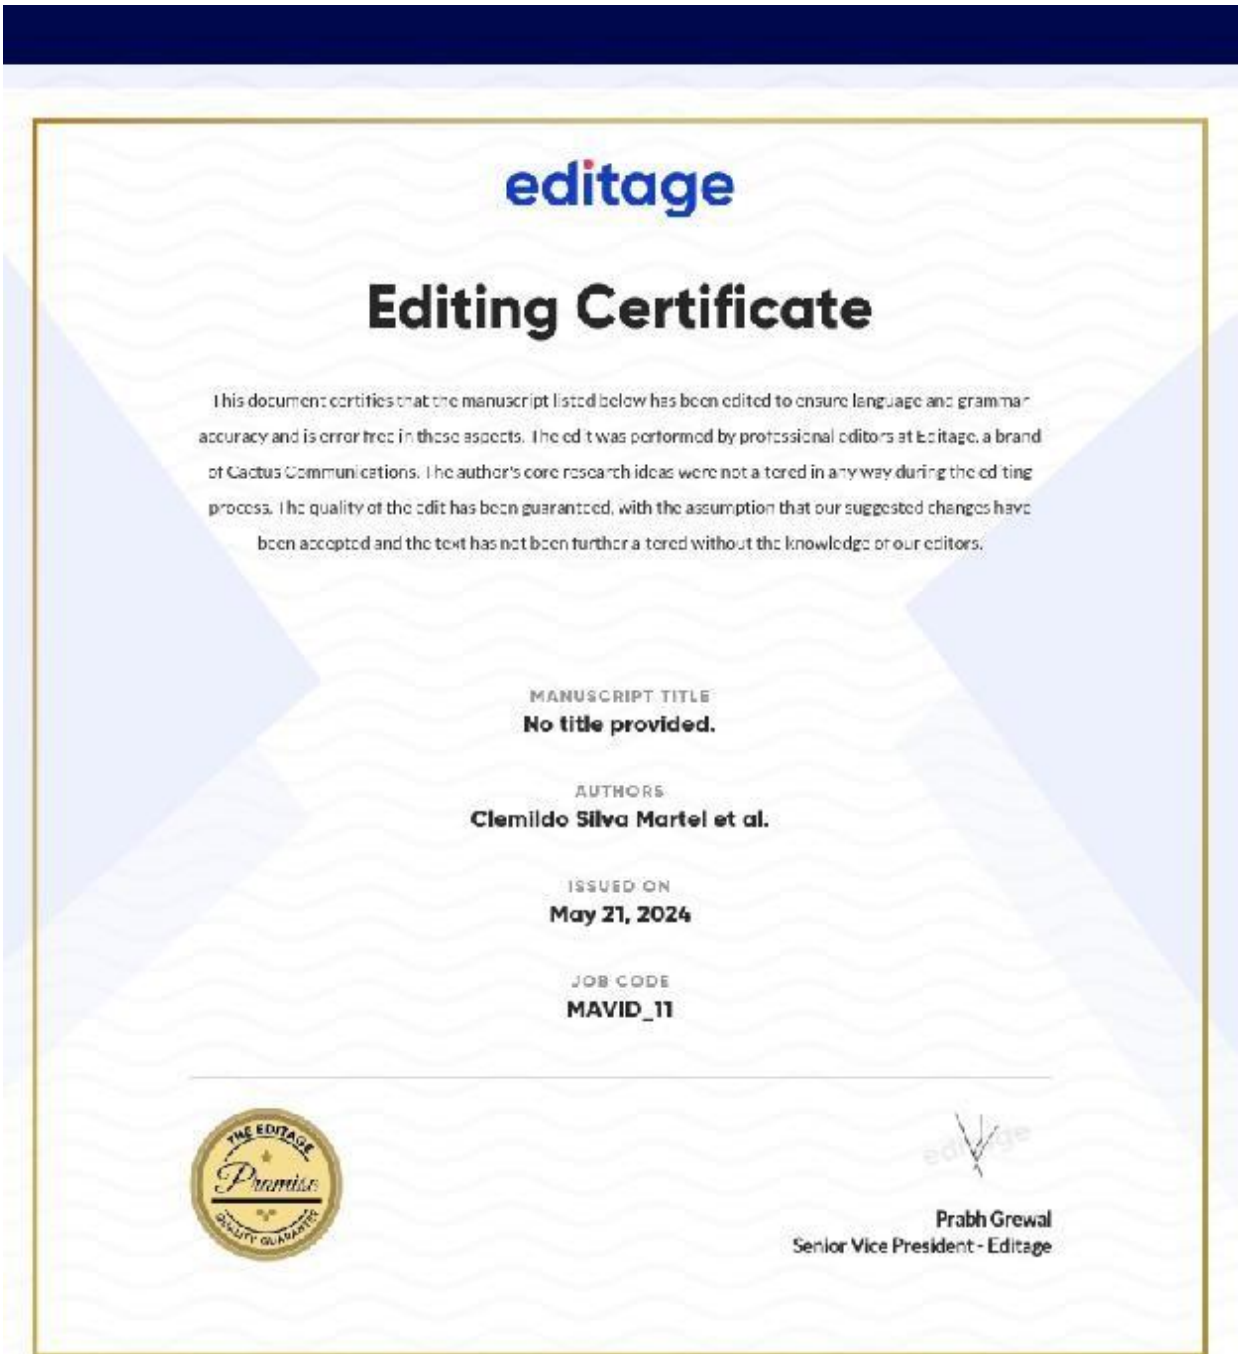 editage
Editing Certificate
This document certifies that the manuscript listed below has been edited to ensure language and grammar
accuracy and is error free in these aspects. The edit was performed by professional editors at Editage, a brand
of Cactus Communications. The author's core research ideas were not altered in any way during the editing
process. The quality of the edit has been guaranteed, with the assumption that our suggested changes have
been accepted and the text has not been further altered without the knowledge of our editors.
MANUSCRIPT TITLE
No title provided.
AUTHORS
Clemildo Silva Martel et al.
ISSUED ON
May 21, 2024
JOB CODE
MAVID_11
THE EDITAGE
Promise
QUALITY GUARANTEE
editage
Prabh Grewal
Senior Vice President - Editage